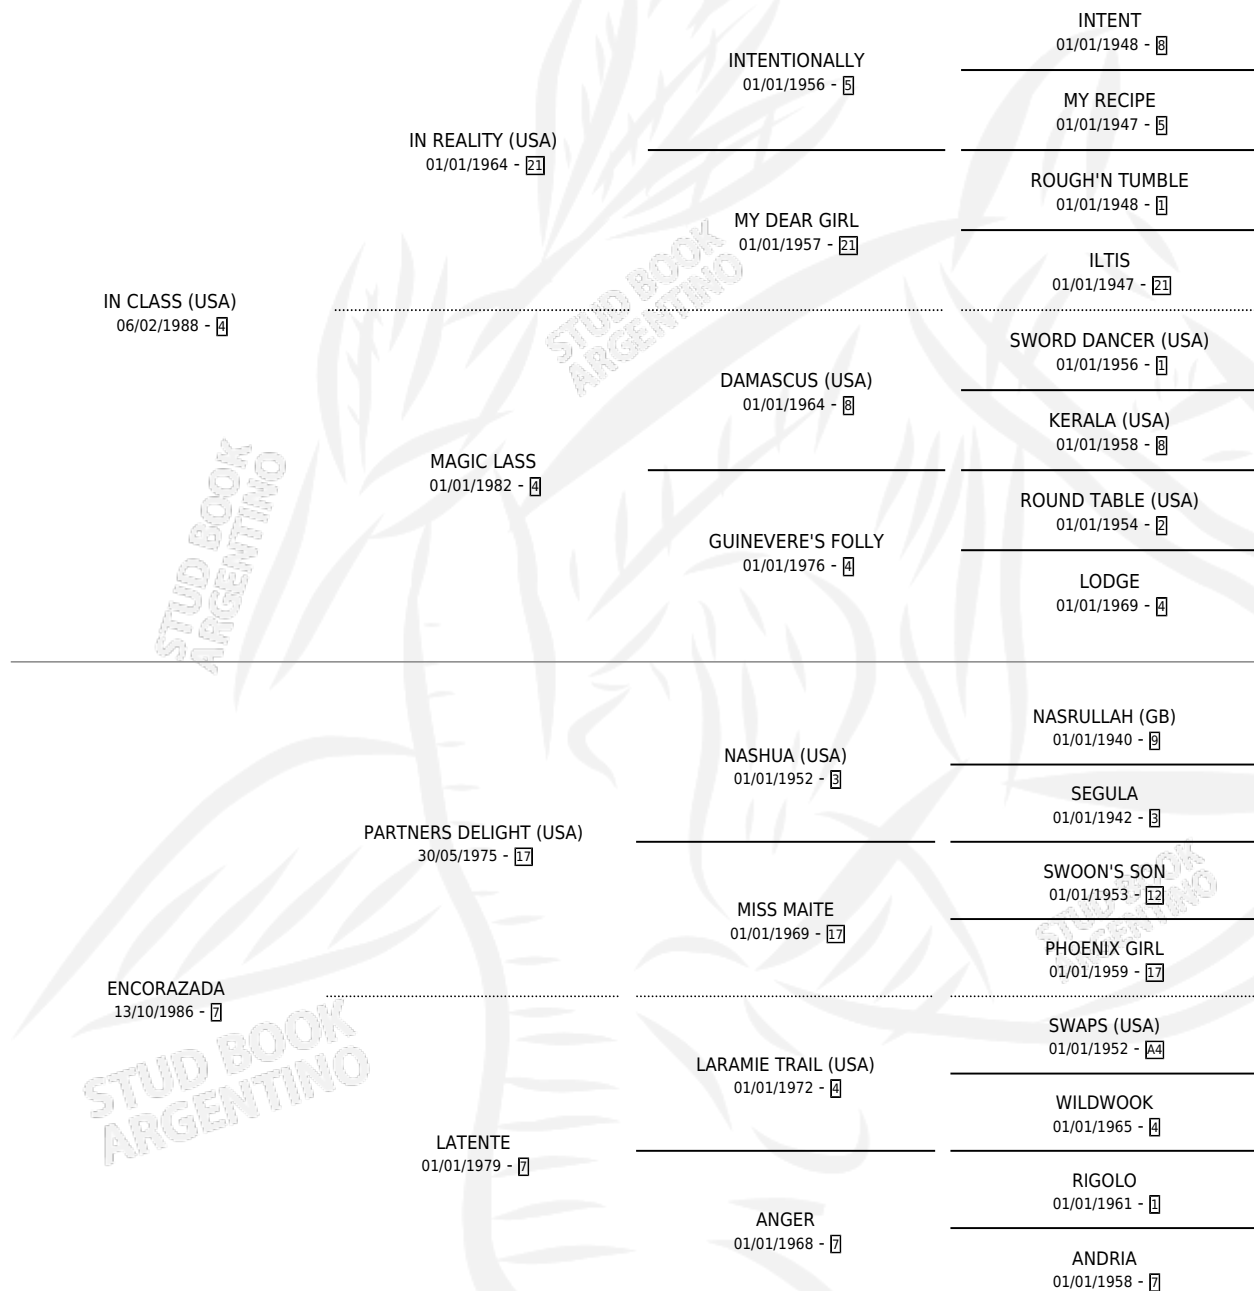 INTENT
01/01/1948 - 8
INTENTIONALLY
01/01/1956 - 5
MY RECIPE
01/01/1947 - 5
IN REALITY (USA)
01/01/1964 - 21
ROUGH'N TUMBLE
01/01/1948 - 1
MY DEAR GIRL
01/01/1957 - 21
ILTIS
01/01/1947 - 21
IN CLASS (USA)
06/02/1988 - 4
STUD BOOK
ARGENTINO
SWORD DANCER (USA)
01/01/1956 - 1
DAMASCUS (USA)
01/01/1964 - 8
KERALA (USA)
01/01/1958 - 8
MAGIC LASS
01/01/1982 - 4
ROUND TABLE (USA)
01/01/1954 - 2
GUINEVERE'S FOLLY
01/01/1976 - 4
LODGE
01/01/1969 - 4
STUD BOOK
ARGENTINO
NASRULLAH (GB)
01/01/1940 - 9
NASHUA (USA)
01/01/1952 - 3
SEGULA
01/01/1942 - 3
PARTNERS DELIGHT (USA)
30/05/1975 - 17
SWOON'S SON
01/01/1953 - 12
MISS MAITE
01/01/1969 - 17
STUD BOOK
ARGENTINO
PHOENIX GIRL
01/01/1959 - 17
ENCORAZADA
13/10/1986 - 7
SWAPS (USA)
01/01/1952 - A4
LARAMIE TRAIL (USA)
01/01/1972 - 4
STUD BOOK
ARGENTINO
WILDWOOK
01/01/1965 - 4
LATENTE
01/01/1979 - 7
RIGOLO
01/01/1961 - 1
ANGER
01/01/1968 - 7
ANDRIA
01/01/1958 - 7